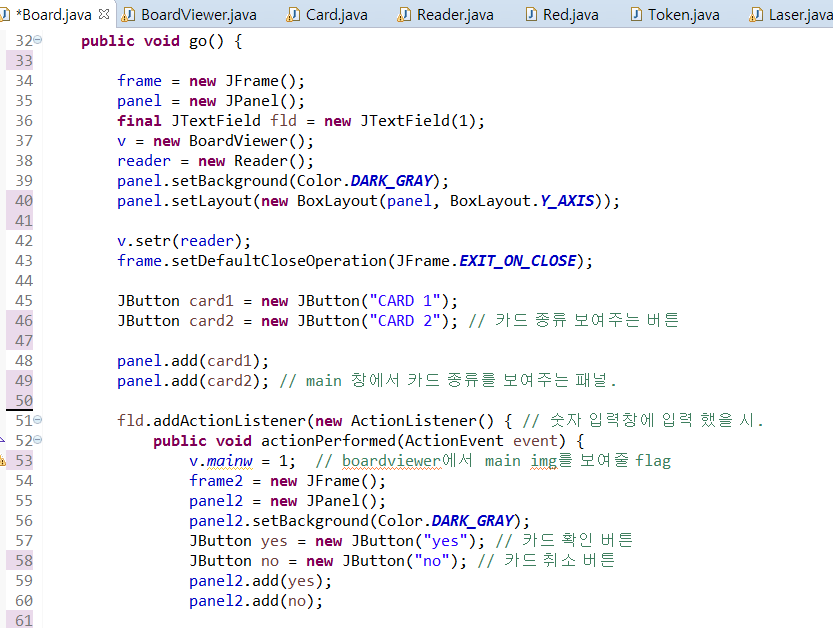 *Board.java BoardViewer.java Card.java Reader.java Red.java Token.java Laser.java
32 public void go() {
33
34 frame = new JFrame();
35 panel = new JPanel();
36 final JTextField fld = new JTextField(1);
37 v = new BoardViewer();
38 reader = new Reader();
39 panel.setBackground(Color.DARK_GRAY);
40 panel.setLayout(new BoxLayout(panel, BoxLayout.Y_AXIS));
41
42 v.setr(reader);
43 frame.setDefaultCloseOperation(JFrame.EXIT_ON_CLOSE);
44
45 JButton card1 = new JButton("CARD 1");
46 JButton card2 = new JButton("CARD 2"); // 카드 종류 보여주는 버튼
47
48 panel.add(card1);
49 panel.add(card2); // main 창에서 카드 종류를 보여주는 패널.
50
51 fld.addActionListener(new ActionListener() { // 숫자 입력창에 입력 했을 시.
52 public void actionPerformed(ActionEvent event) {
53 v.mainw = 1; // boardviewer에서 main img를 보여줄 flag
54 frame2 = new JFrame();
55 panel2 = new JPanel();
56 panel2.setBackground(Color.DARK_GRAY);
57 JButton yes = new JButton("yes"); // 카드 확인 버튼
58 JButton no = new JButton("no"); // 카드 취소 버튼
59 panel2.add(yes);
60 panel2.add(no);
61